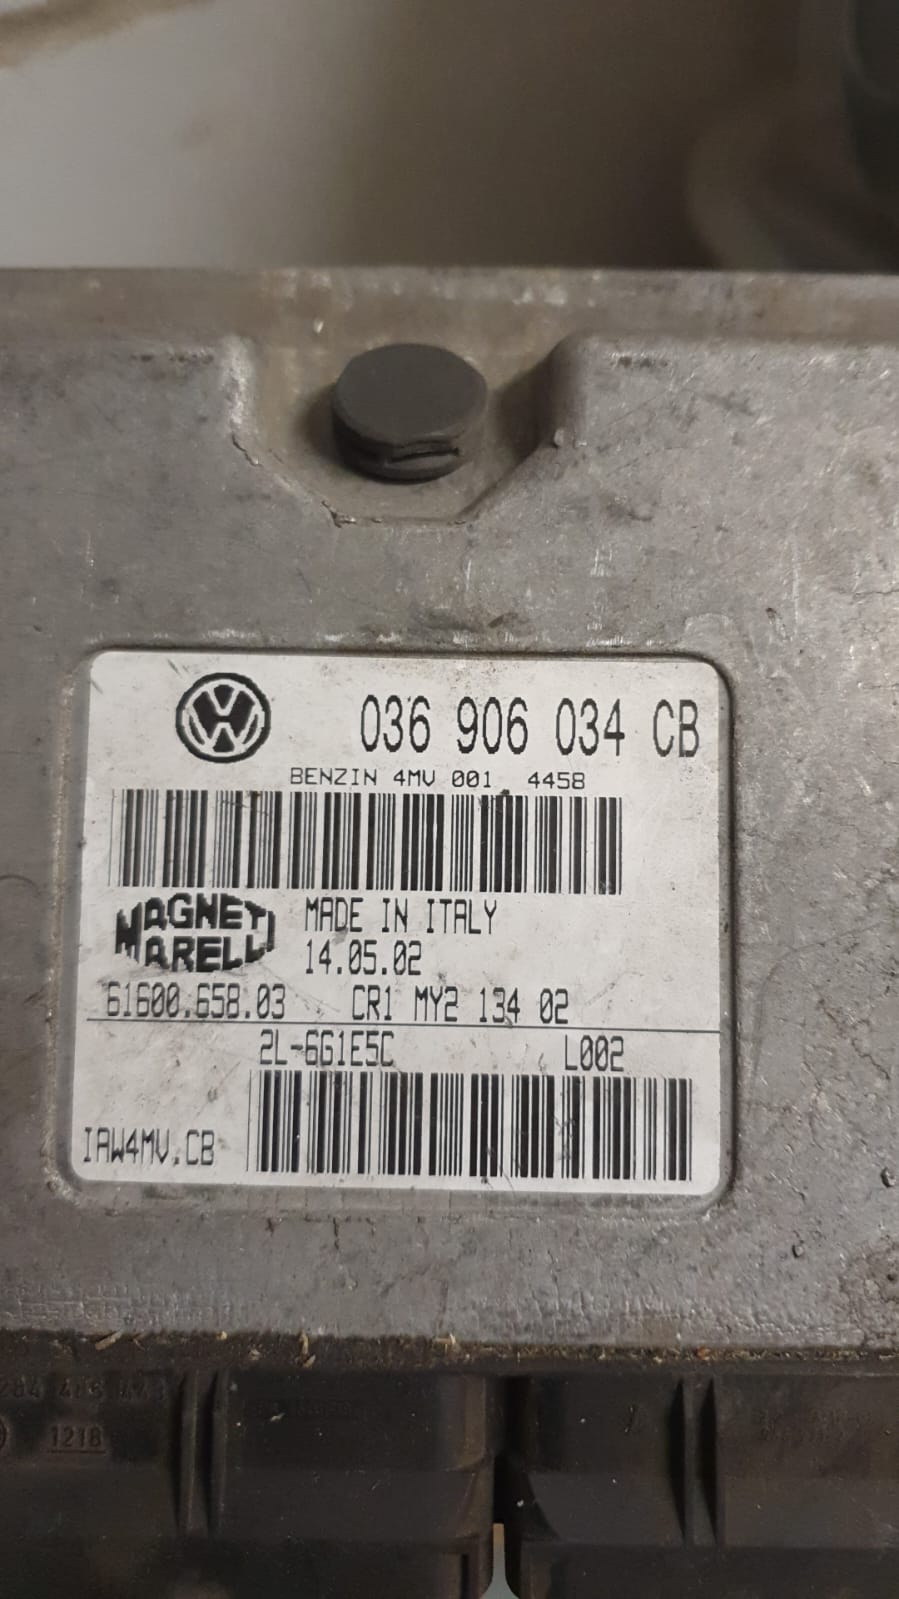 036 906 034 CB
BENZIN 4MV 001 4458
MAGNETI MARELLI
MADE IN ITALY
14.05.02
61600.658.03 CR1 MY2 134 02
2L-6G1E5C L002
IAW4MV.CB
1218